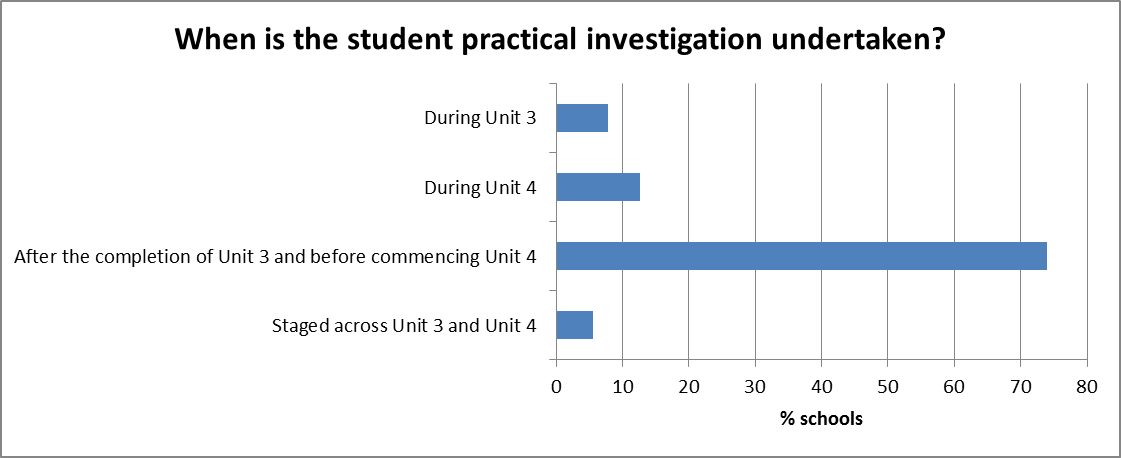 When is the student practical investigation undertaken?
During Unit 3
During Unit 4
After the completion of Unit 3 and before commencing Unit 4
Staged across Unit 3 and Unit 4
0 10 20 30 40 50 60 70 80
% schools